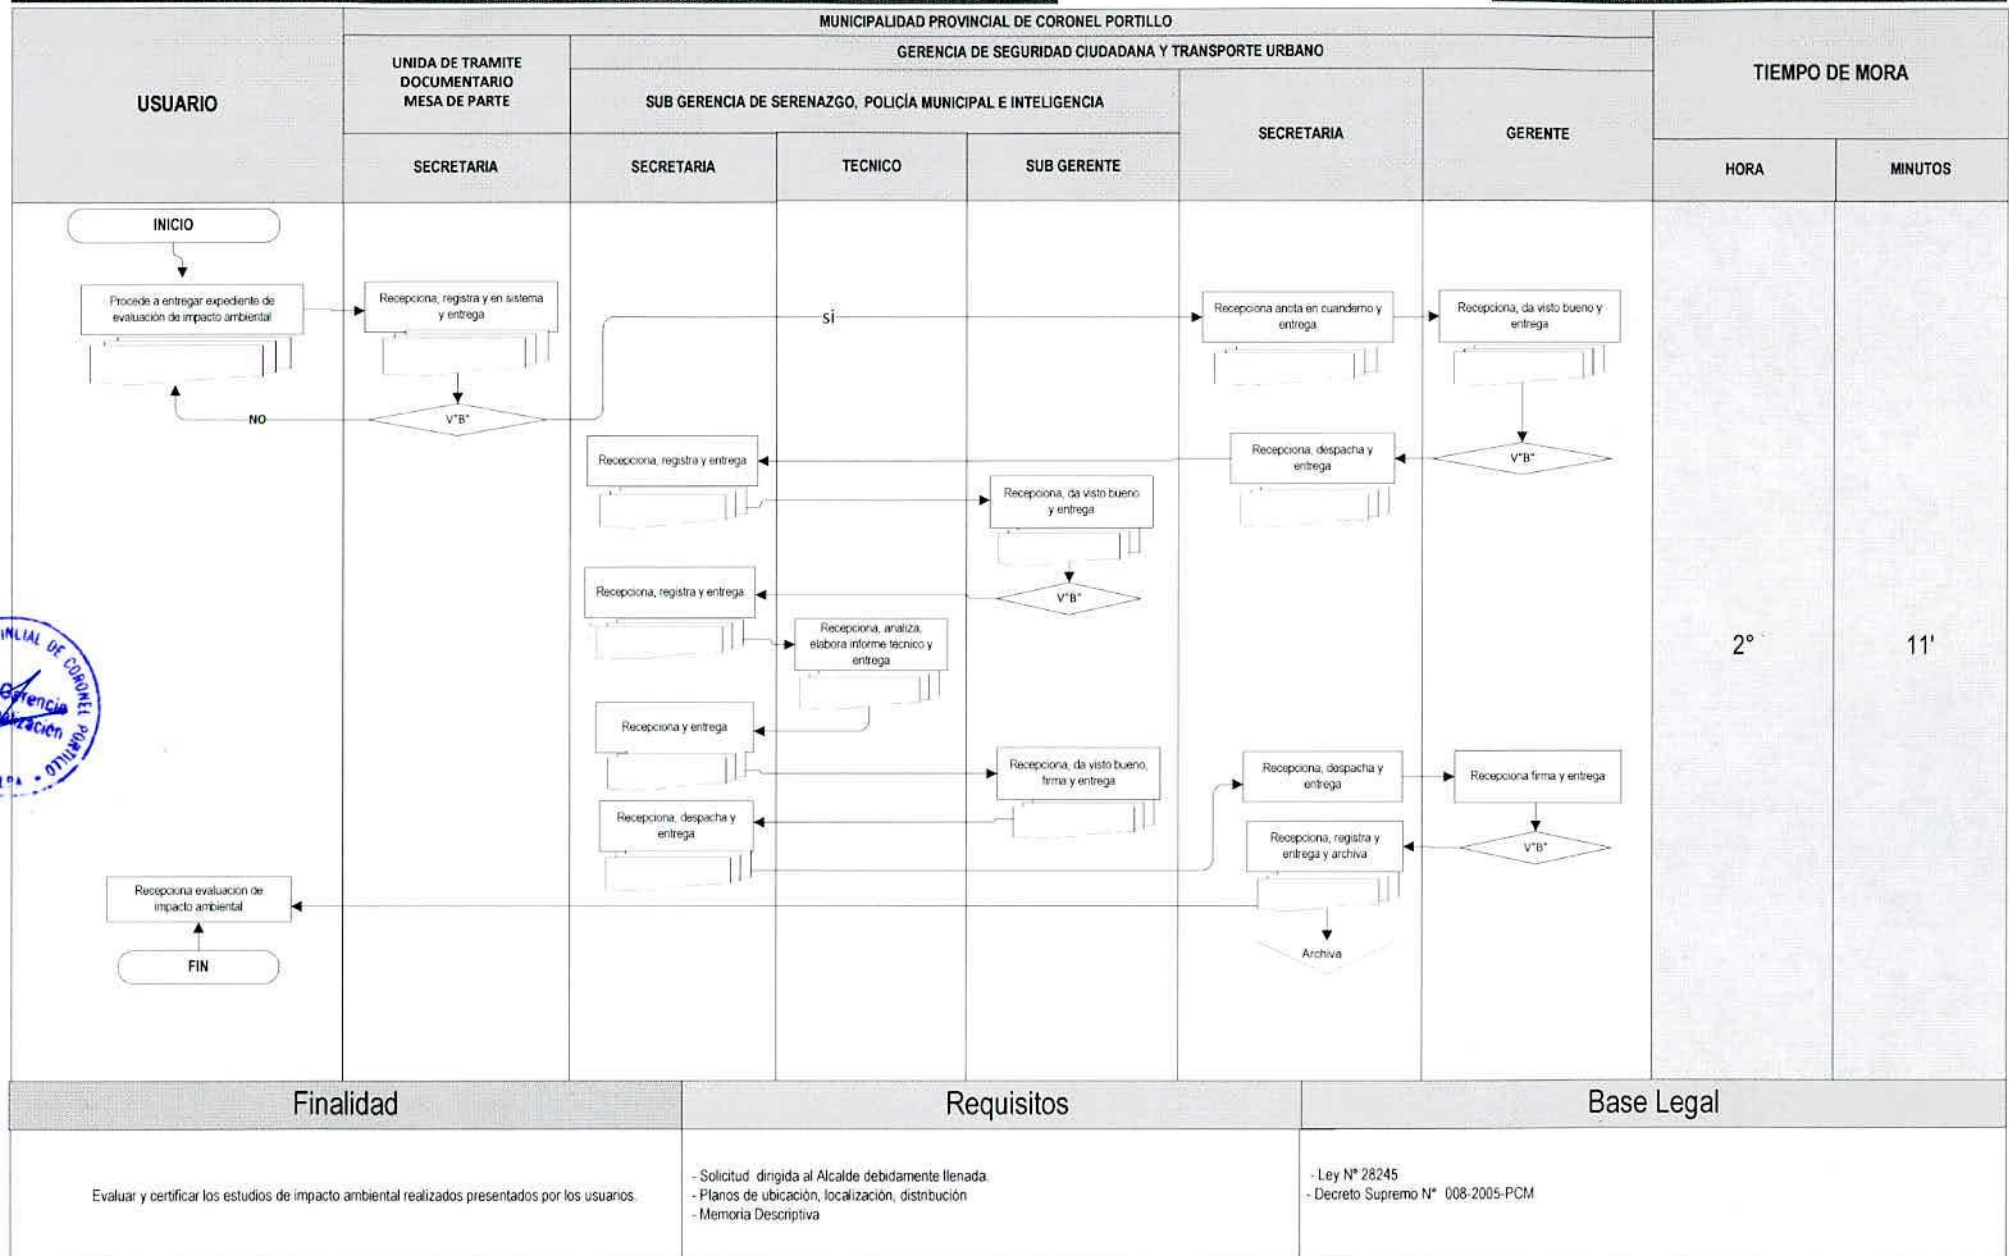 MUNICIPALIDAD PROVINCIAL DE CORONEL PORTILLO
GERENCIA DE SEGURIDAD CIUDADANA Y TRANSPORTE URBANO
USUARIO
UNIDA DE TRAMITE
DOCUMENTARIO
MESA DE PARTE
SUB GERENCIA DE SERENAZGO, POLICÍA MUNICIPAL E INTELIGENCIA
SECRETARIA
GERENTE
TIEMPO DE MORA
SECRETARIA
SECRETARIA
TECNICO
SUB GERENTE
HORA
MINUTOS
INICIO
Procede a entregar expediente de
evaluación de impacto ambiental
Recepciona, registra y en sistema
y entrega
si
Recepciona anota en cuanderno y
entrega
Recepciona, da visto bueno y
entrega
NO
V°B°
Recepciona, registra y entrega
Recepciona, despacha y
entrega
V°B°
Recepciona, da visto bueno
y entrega
Recepciona, registra y entrega
V°B°
Recepciona, analiza,
elabora informe técnico y
entrega
2°
11'
Recepciona y entrega
Recepciona, da visto bueno,
firma y entrega
Recepciona, despacha y
entrega
Recepciona firma y entrega
Recepciona, despacha y
entrega
Recepciona, registra y
entrega y archiva
V°B°
Recepciona evaluación de
impacto ambiental
FIN
Archiva
DE CORONEL PORTILLO
Gerencia
Finalidad
Requisitos
Base Legal
Evaluar y certificar los estudios de impacto ambiental realizados presentados por los usuarios.
- Solicitud dirigida al Alcalde debidamente llenada.
- Planos de ubicación, localización, distribución
- Memoria Descriptiva
- Ley N° 28245
- Decreto Supremo N° 008-2005-PCM